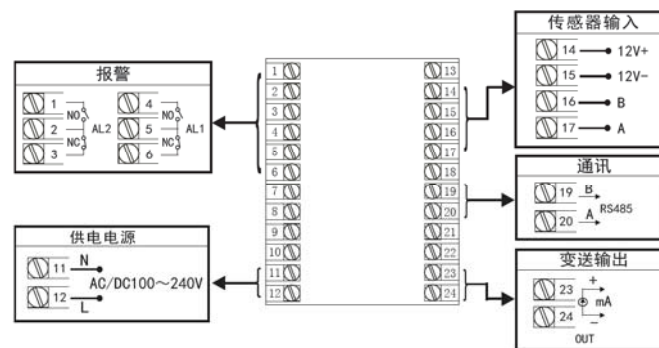 报警
1 NO 4 NO
2 AL2 5 AL1
3 NC 6 NC
供电电源
11 N
AC/DC100～240V
12 L
1 13
2 14
3 15
4 16
5 17
6 18
7 19
8 20
9 21
10 22
11 23
12 24
传感器输入
14 12V+
15 12V-
16 B
17 A
通讯
19 B
RS485
20 A
变送输出
23 +
mA
24 -
OUT